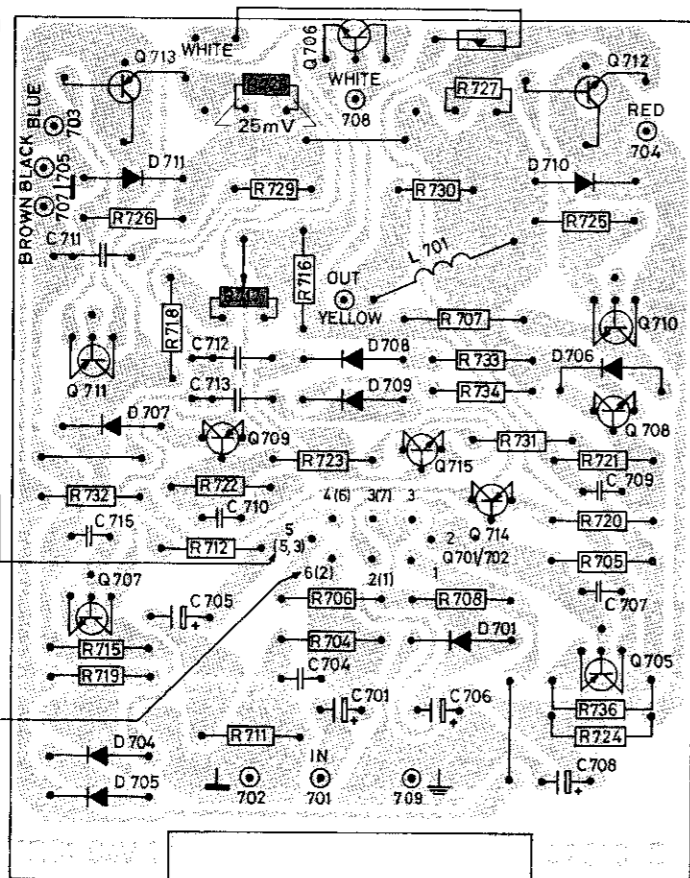 Q713
WHITE
Q706
Q712
WHITE
708
R727
RED
704
BLUE
703
25mV
BLACK
705
BROWN
707
D711
D710
R729
R730
R726
R725
C711
L701
R716
OUT
YELLOW
R718
R707
Q710
C712
D708
R733
D706
Q711
C713
D709
R734
D707
Q709
Q715
R731
Q708
R723
R721
R722
R732
C709
4(6)
3(7)
3
C710
Q714
R720
C715
5
(5,3)
2
R712
Q701/702
R705
6(2)
2(1)
1
Q707
R706
R708
C707
C705
R704
D701
R715
Q705
R719
C704
C701
C706
R736
R711
R724
D704
IN
C708
D705
702
701
709